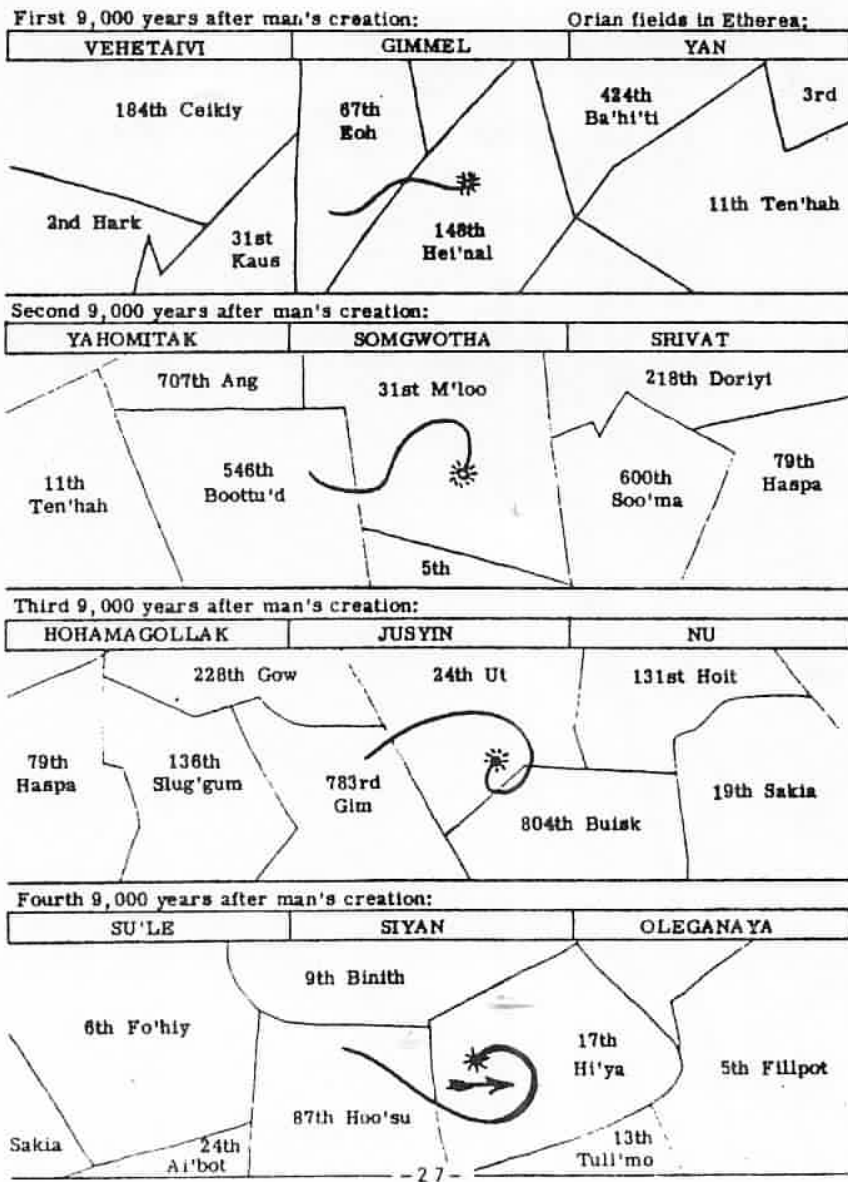 First 9,000 years after man's creation: Orian fields in Etherea;
VEHETAIVI GIMMEL YAN
184th Csikiy
67th
Eoh
424th
Ba'hi'ti
3rd
2nd Hark
31st
Kaus
148th
Hei'nal
11th Ten'hah
Second 9,000 years after man's creation:
YAHOMITAK SOMGWOTHA SRIVAT
707th Ang
31st M'loo
218th Doriyi
11th
Ten'hah
546th
Boottu'd
600th
Soo'ma
79th
Haspa
5th
Third 9,000 years after man's creation:
HOHAMAGOLLAK JUSYIN NU
228th Gow
24th Ut
131st Hoit
79th
Haspa
136th
Slug'gum
783rd
Gim
804th Buisk
19th Sakia
Fourth 9,000 years after man's creation:
SU'LE SIYAN OLEGANAYA
9th Binith
6th Fo'hiy
17th
Hi'ya
5th Fillpot
87th Hoo'su
Sakia
24th
Ai'bot
13th
Tull'mo
-27-